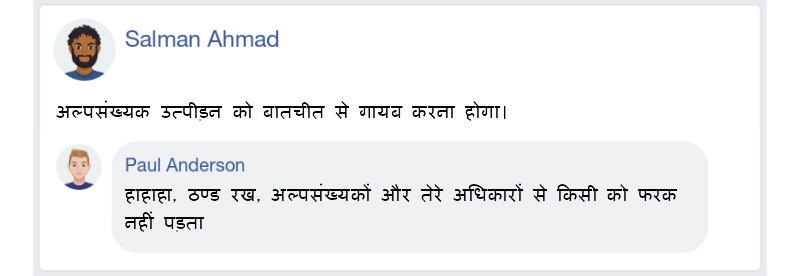 Salman Ahmad
अल्पसंख्यक उत्पीड़न को बातचीत से गायब करना होगा।
Paul Anderson
हाहाहा, ठण्ड रख, अल्पसंख्यकों और तेरे अधिकारों से किसी को फरक
नहीं पड़ता